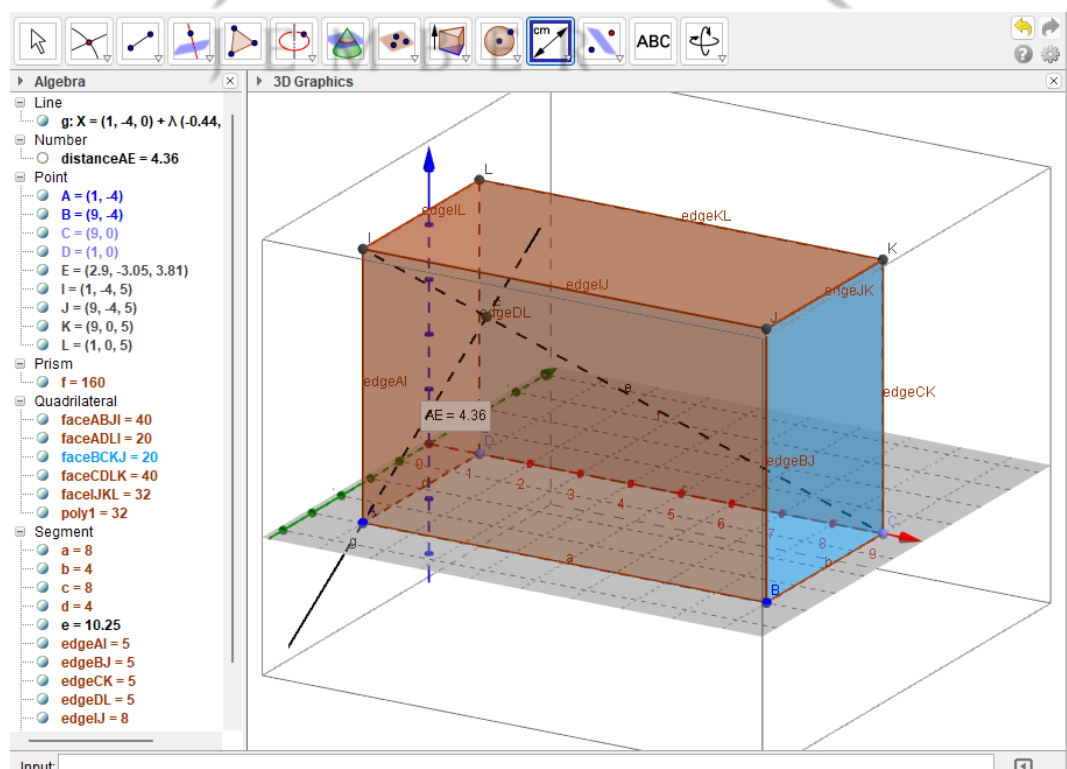 J E M B E R
cm
ABC
Algebra
3D Graphics
Line
g: X = (1, -4, 0) + λ (-0.44,
Number
distanceAE = 4.36
Point
A = (1, -4)
B = (9, -4)
C = (9, 0)
D = (1, 0)
E = (2.9, -3.05, 3.81)
I = (1, -4, 5)
J = (9, -4, 5)
K = (9, 0, 5)
L = (1, 0, 5)
Prism
f = 160
Quadrilateral
faceABJI = 40
faceADLI = 20
faceBCKJ = 20
faceCDLK = 40
faceIJKL = 32
poly1 = 32
Segment
a = 8
b = 4
c = 8
d = 4
e = 10.25
edgeAI = 5
edgeBJ = 5
edgeCK = 5
edgeDL = 5
edgeIJ = 8
L
edgeIL
edgeKL
I
K
edgeIJ
edgeJK
E
edgeDL
J
edgeAI
e
f
edgeCK
AE = 4.36
edgeBJ
0
D
1
2
3
4
5
6
7
8
9
c
d
A
C
g
a
b
B
Input: